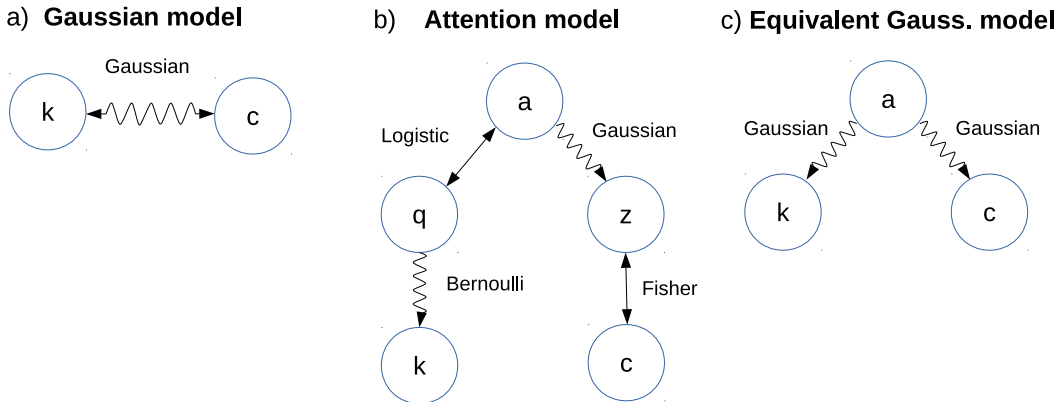 a) Gaussian model
Gaussian
k
c
b) Attention model
a
Logistic
Gaussian
q
z
Bernoulli
Fisher
k
c
c) Equivalent Gauss. model
a
Gaussian
Gaussian
k
c